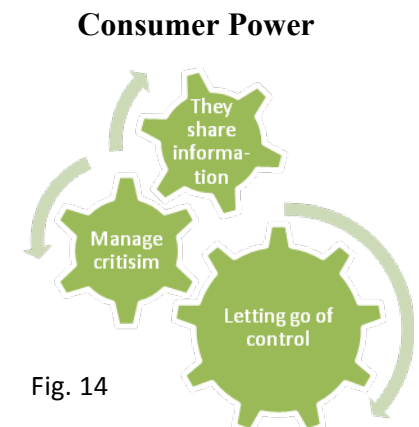 Consumer Power
They
share
informa-
tion
Manage
critisim
Letting go of
control
Fig. 14